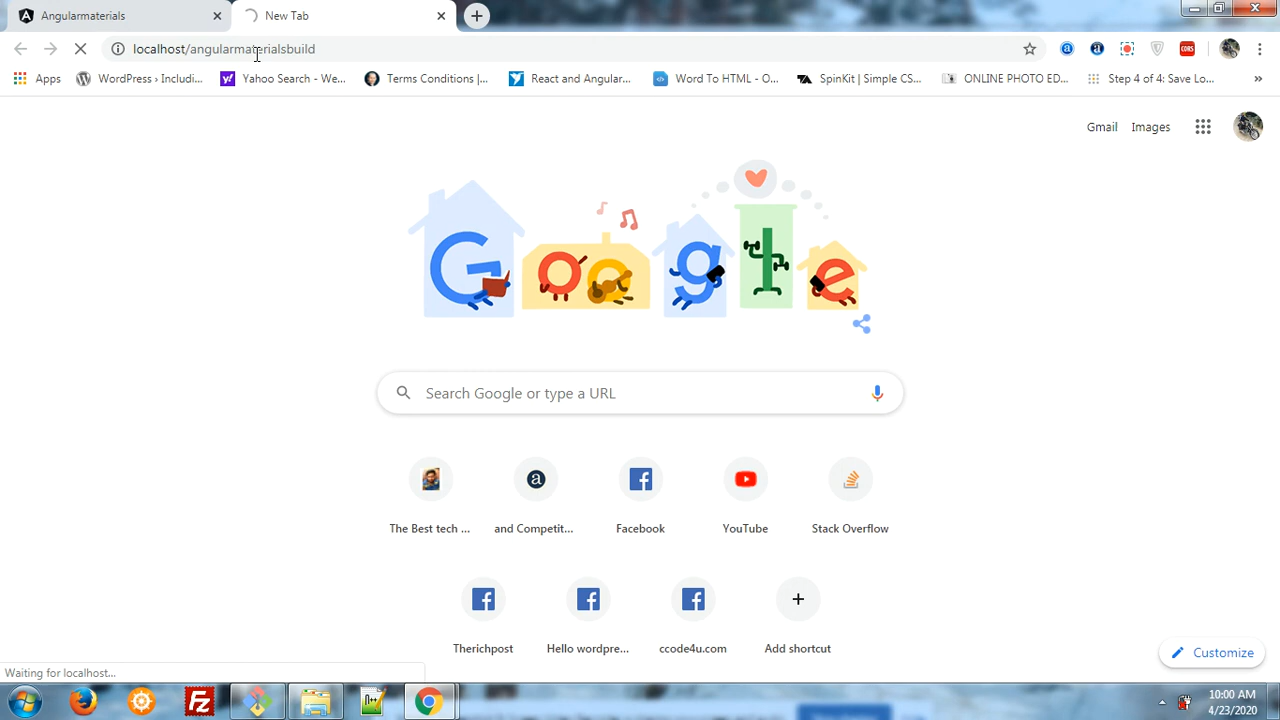 Angularmaterials
New Tab
localhost/angularmaterialsbuild
CORS
Apps
WordPress › Includi...
Yahoo Search - We...
Terms Conditions |...
React and Angular...
Word To HTML - O...
SpinKit | Simple CS...
ONLINE PHOTO ED...
Step 4 of 4: Save Lo...
»
Gmail
Images
Google
Search Google or type a URL
The Best tech ...
and Competit...
Facebook
YouTube
Stack Overflow
Therichpost
Hello wordpre...
ccode4u.com
Add shortcut
Customize
Waiting for localhost...
10:00 AM
4/23/2020